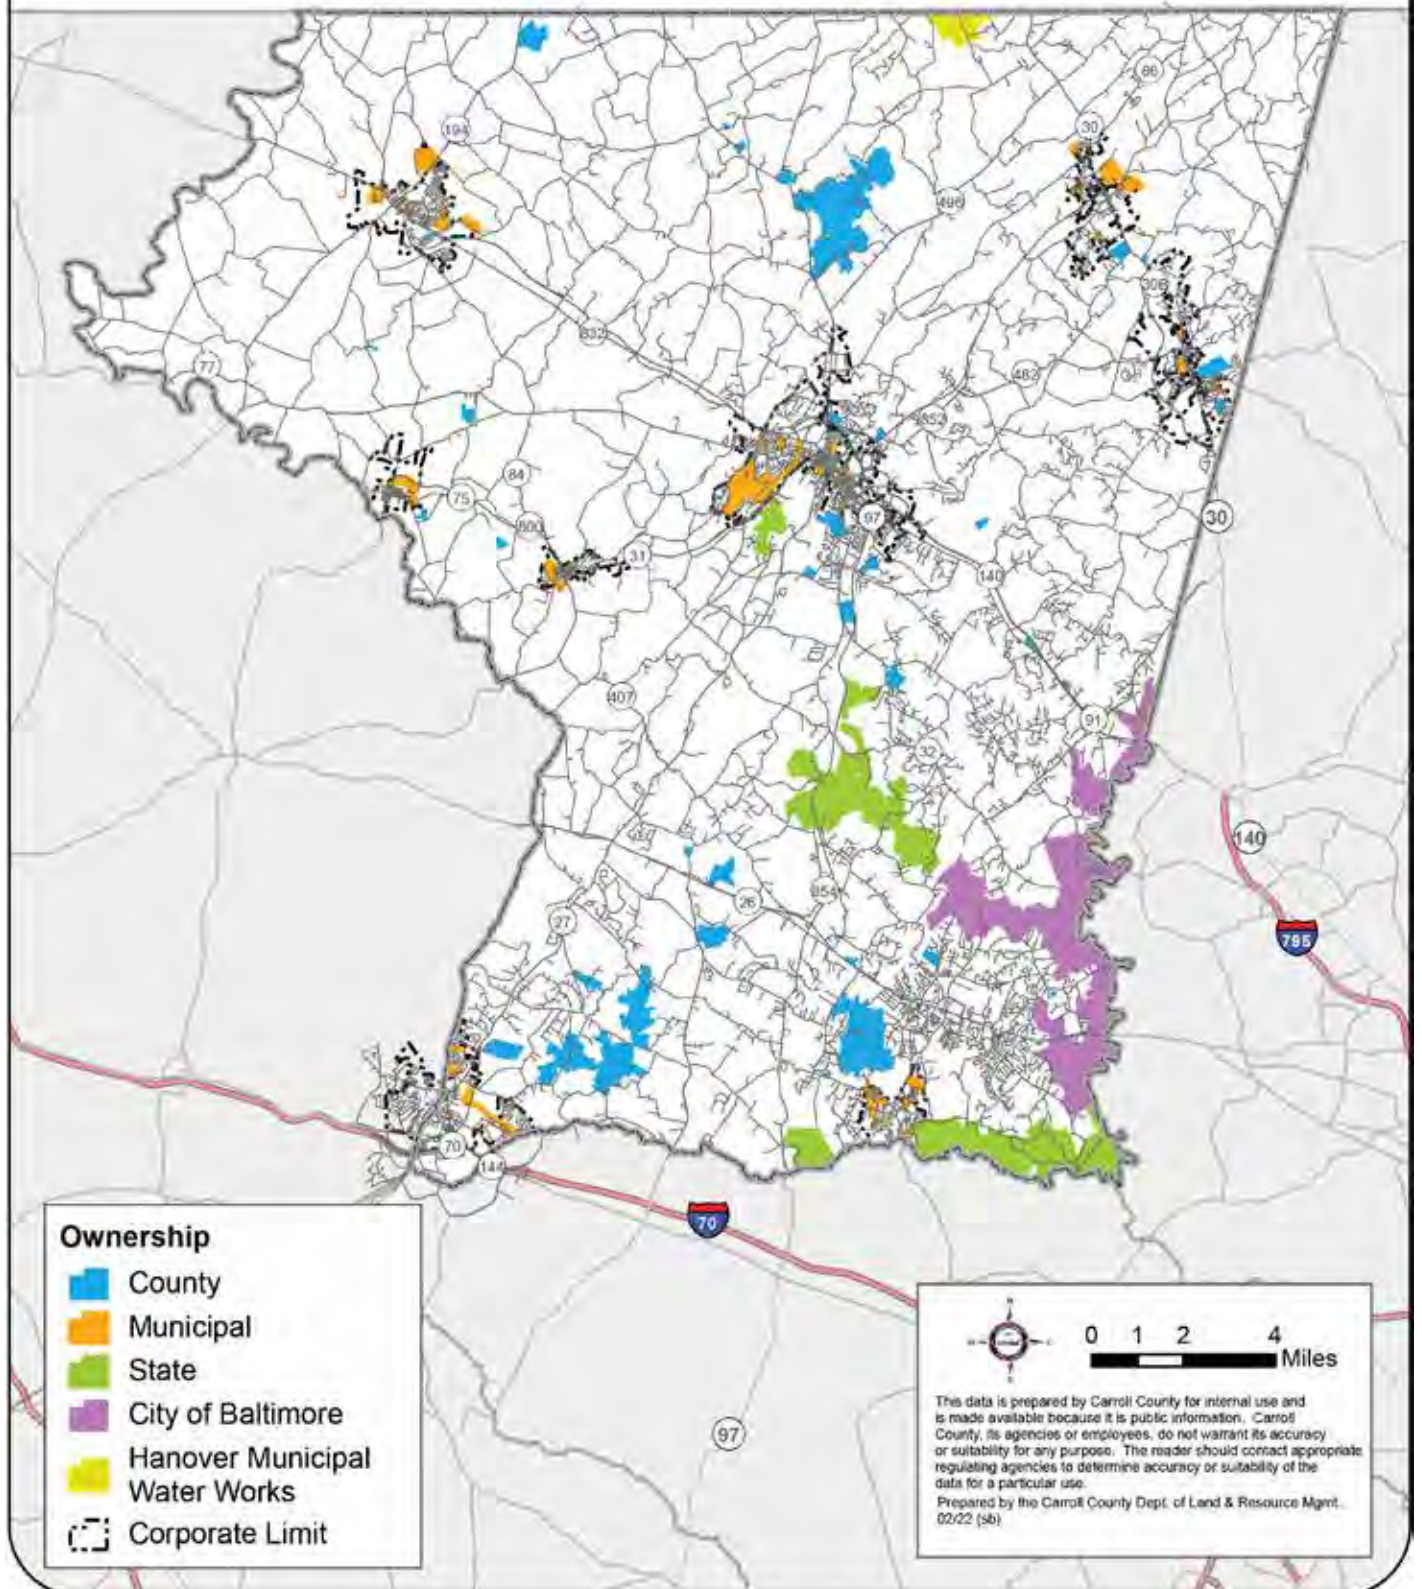 86
194
30
496
30B
832
77
482
852
84
97
75
800
31
30
140
407
91
32
140
26
854
27
795
70
144
70
Ownership
County
Municipal
State
City of Baltimore
Hanover Municipal
Water Works
Corporate Limit
97
0 1 2 4
Miles
This data is prepared by Carroll County for internal use and
is made available because it is public information. Carroll
County, its agencies or employees, do not warrant its accuracy
or suitability for any purpose. The reader should contact appropriate
regulating agencies to determine accuracy or suitability of the
data for a particular use.
Prepared by the Carroll County Dept. of Land & Resource Mgmt.
02/22 (sb)